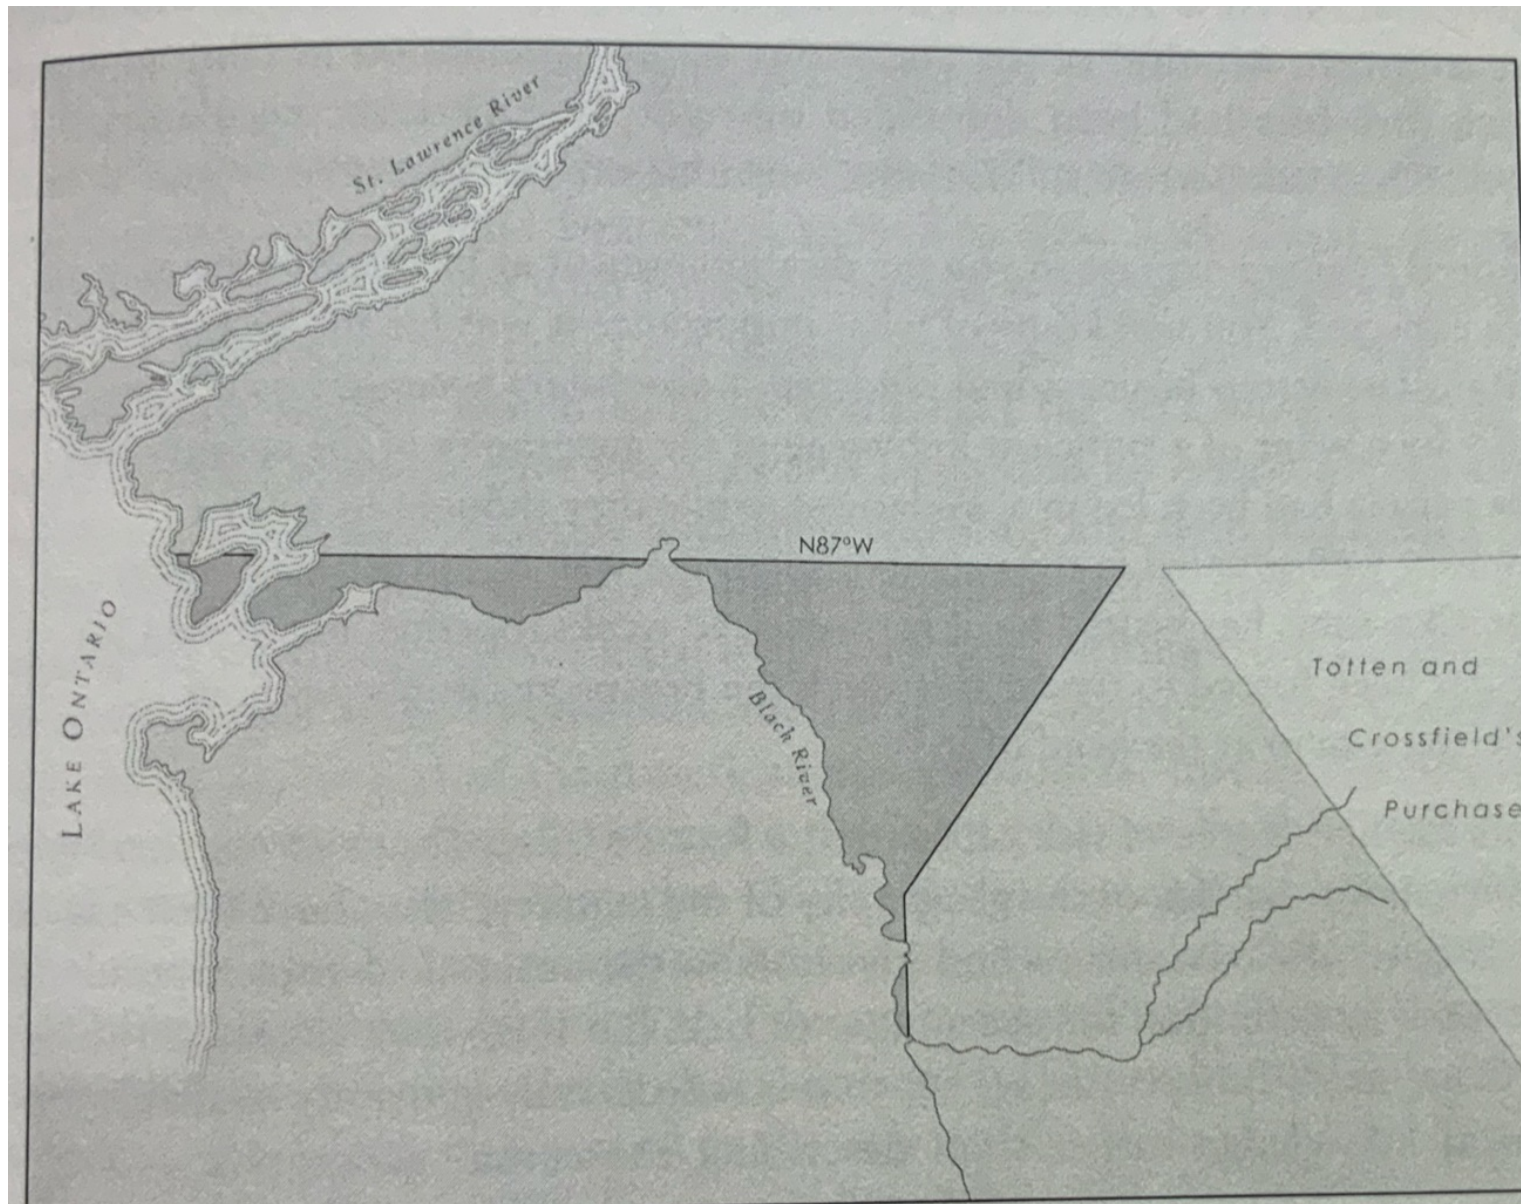 St. Lawrence River
N87°W
LAKE ONTARIO
Black River
Totten and
Crossfield's
Purchase